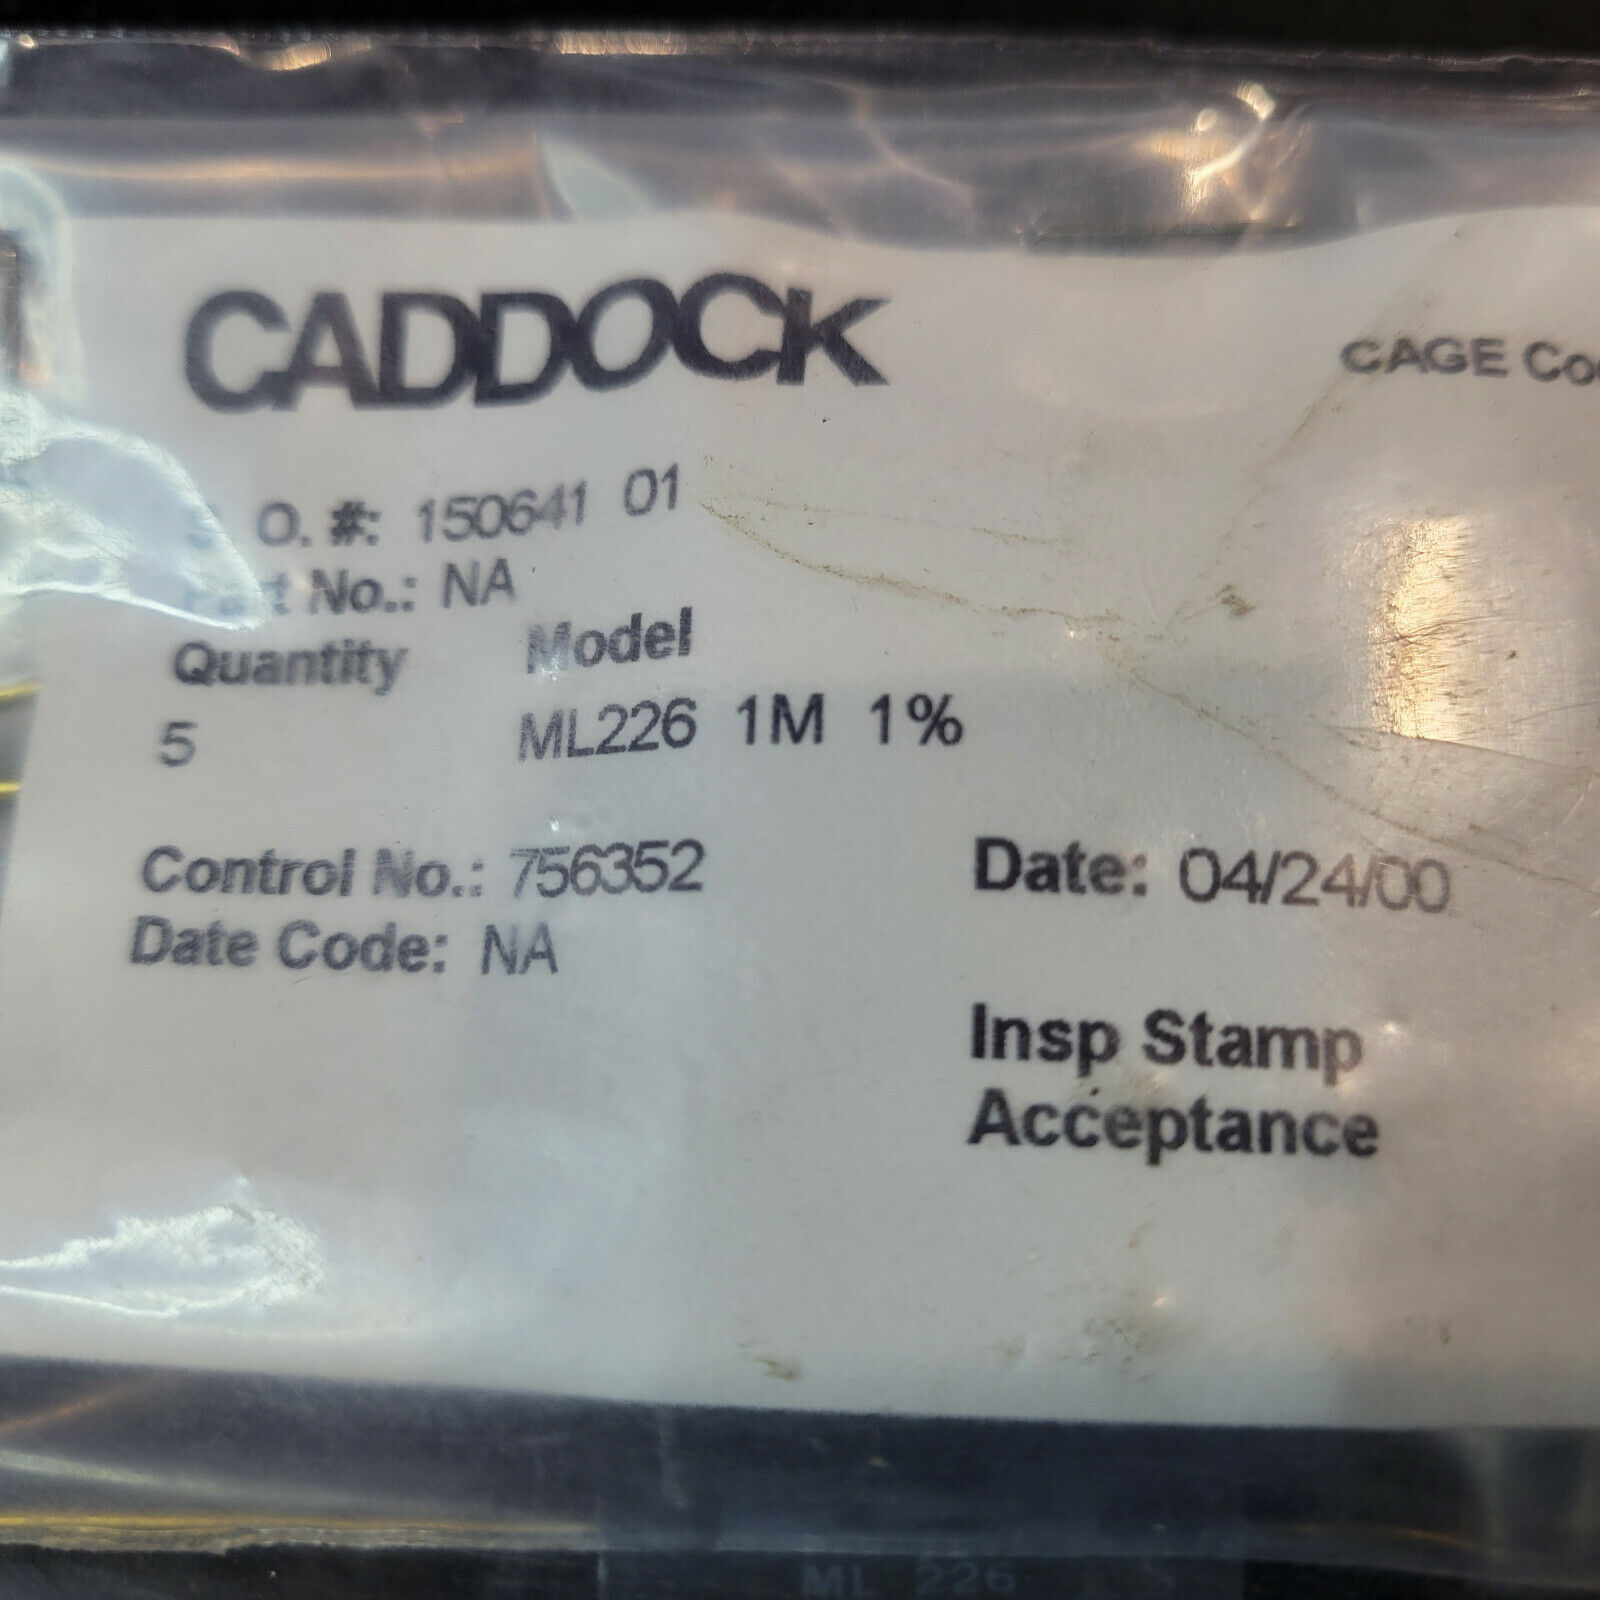 CADDOCK
CAGE
O. #: 150641 01
Part No.: NA
Quantity Model
5 ML226 1M 1%
Control No.: 756352
Date: 04/24/00
Date Code: NA
Insp Stamp
Acceptance
ML 226